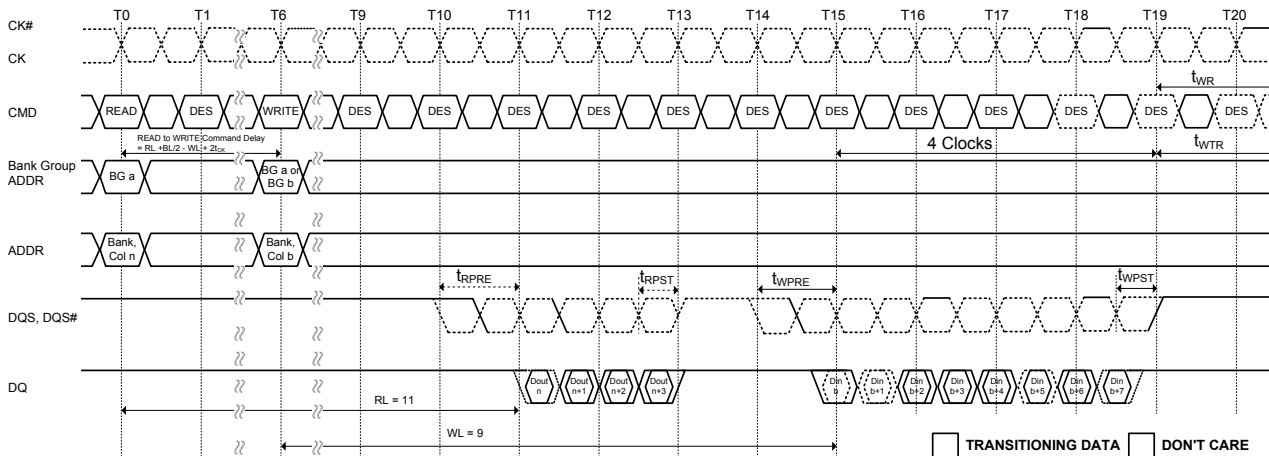 T0 T1 T6 T9 T10 T11 T12 T13 T14 T15 T16 T17 T18 T19 T20
CK#
CK
tWR
CMD READ DES WRITE DES DES DES DES DES DES DES DES DES DES DES DES
READ to WRITE Command Delay
= RL +BL/2 - WL + 2tCK
4 Clocks
tWTR
Bank Group
ADDR
BG a
BG a or
BG b
ADDR
Bank,
Col n
Bank,
Col b
tRPRE tRPST tWPRE tWPST
DQS, DQS#
DQ
Dout
n
Dout
n+1
Dout
n+2
Dout
n+3
Din
b
Din
b+1
Din
b+2
Din
b+3
Din
b+4
Din
b+5
Din
b+6
Din
b+7
RL = 11
WL = 9
TRANSITIONING DATA DON'T CARE